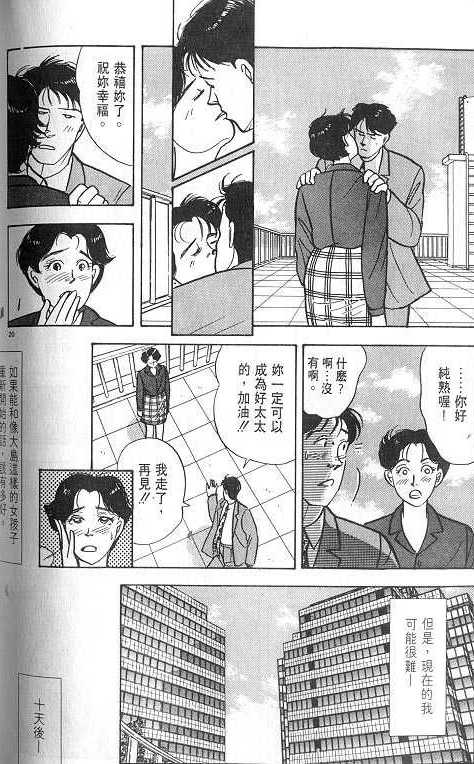 恭禧妳了。
祝妳幸福。
⋯⋯你好
純熟喔！
什麼？
啊⋯沒
有啊。
妳一定可以
成為好太太
的，加油!!
我走了，
再見!!
20
如果能和像大島這樣的女孩子
重新開始的話，該有多好。
但是，現在的我
可能很難—
十天後—